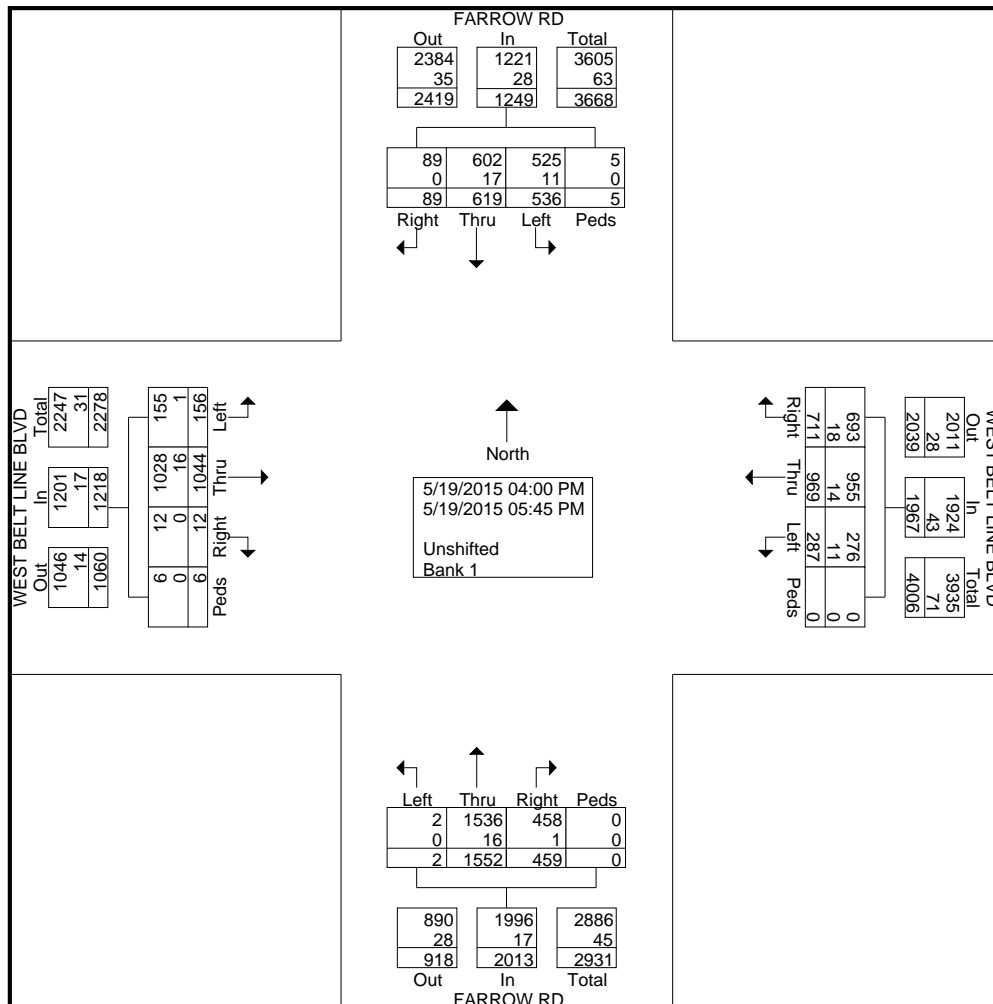 FARROW RD
Out In Total
2384 1221 3605
35 28 63
2419 1249 3668
89 602 525 5
0 17 11 0
89 619 536 5
Right Thru Left Peds
WEST BELT LINE BLVD
Total In Out
2247 1201 1046
31 17 14
2278 1218 1060
155 1028 12 6
1 16 0 0
156 1044 12 6
Left Thru Right Peds
North
5/19/2015 04:00 PM
5/19/2015 05:45 PM
Unshifted
Bank 1
Right Thru Left Peds
711 969 287 0
18 14 11 0
693 955 276 0
2039 1967 4006
28 43 71
2011 1924 3935
Out In Total
WEST BELT LINE BLVD
Left Thru Right Peds
2 1536 458 0
0 16 1 0
2 1552 459 0
890 1996 2886
28 17 45
918 2013 2931
Out In Total
FARROW RD